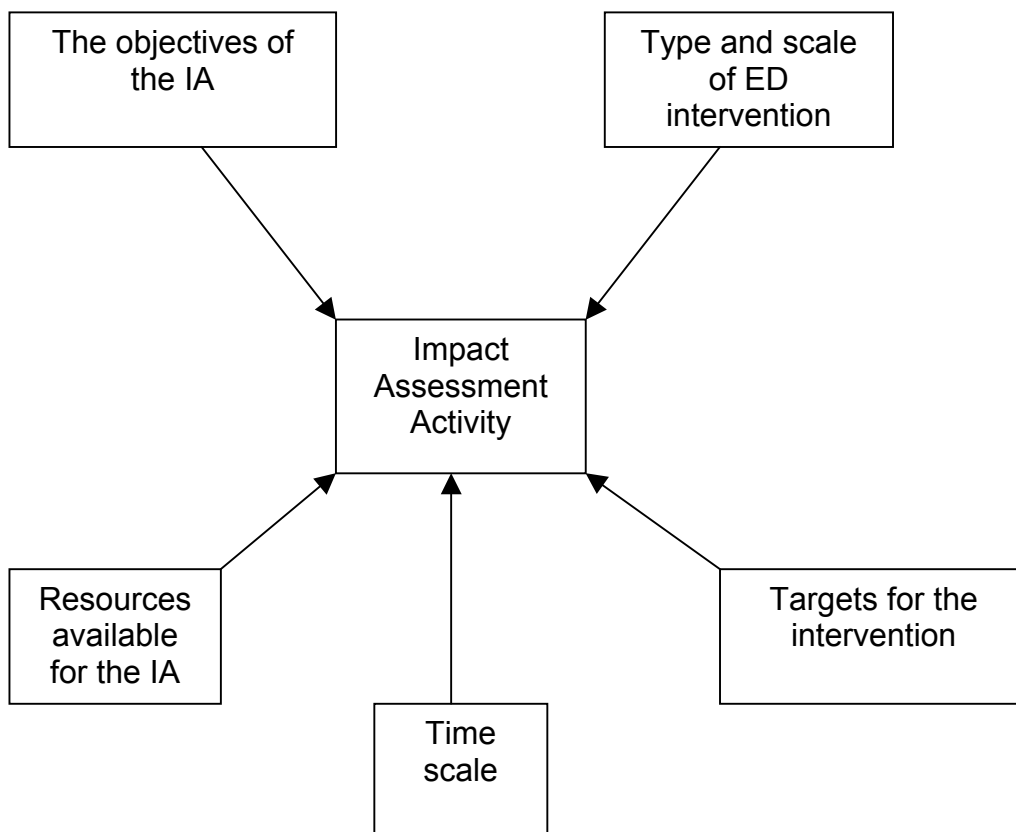 The objectives of
the IA
Type and scale
of ED
intervention
Impact
Assessment
Activity
Resources
available
for the IA
Time
scale
Targets for the
intervention